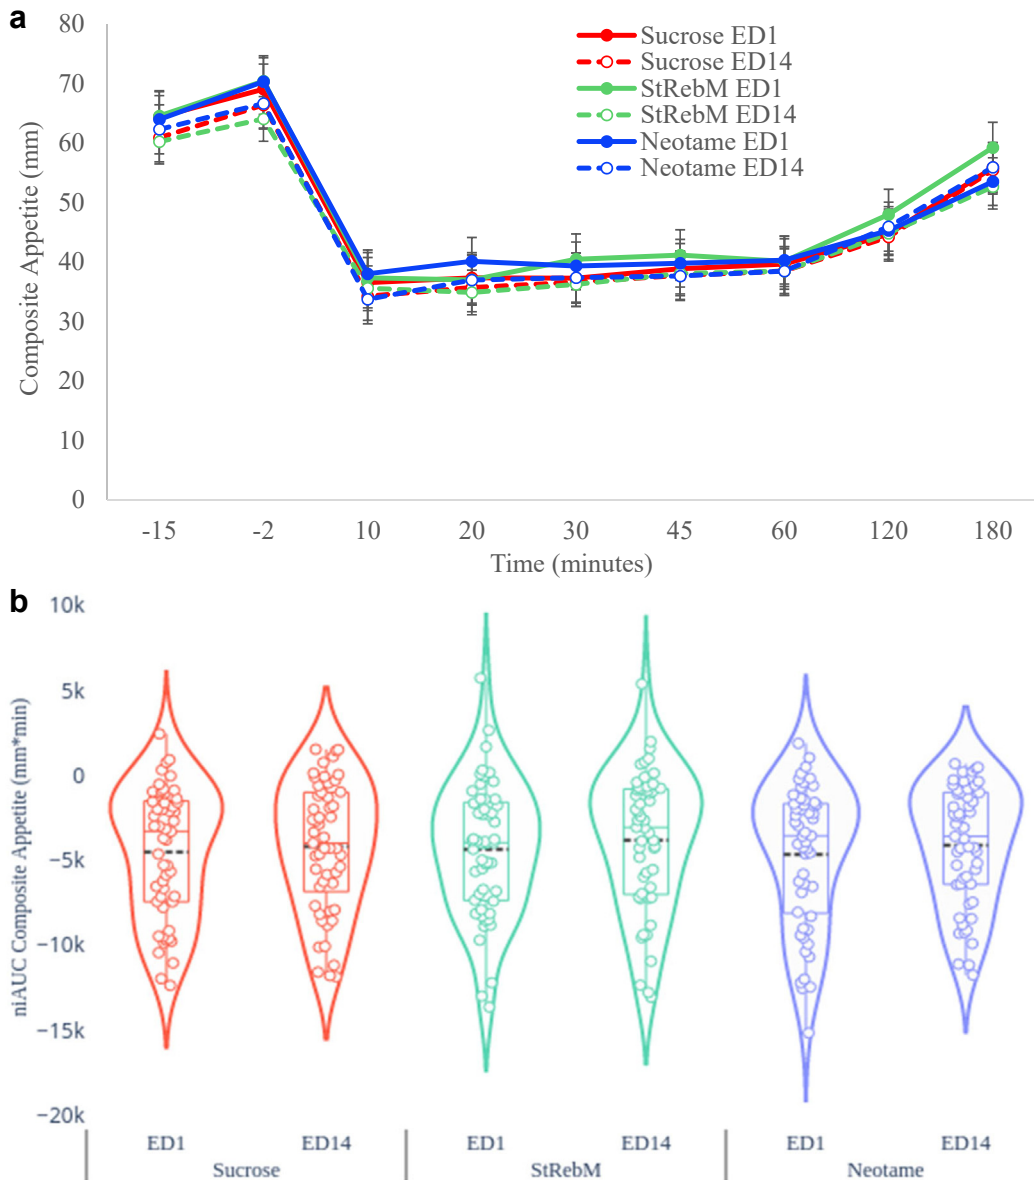 a
80
70
60
50
40
30
20
10
0
Composite Appetite (mm)
Sucrose ED1
Sucrose ED14
StRebM ED1
StRebM ED14
Neotame ED1
Neotame ED14
-15 -2 10 20 30 45 60 120 180
Time (minutes)
b
10k
5k
0
−5k
−10k
−15k
−20k
niAUC Composite Appetite (mm*min)
ED1 ED14 ED1 ED14 ED1 ED14
Sucrose StRebM Neotame